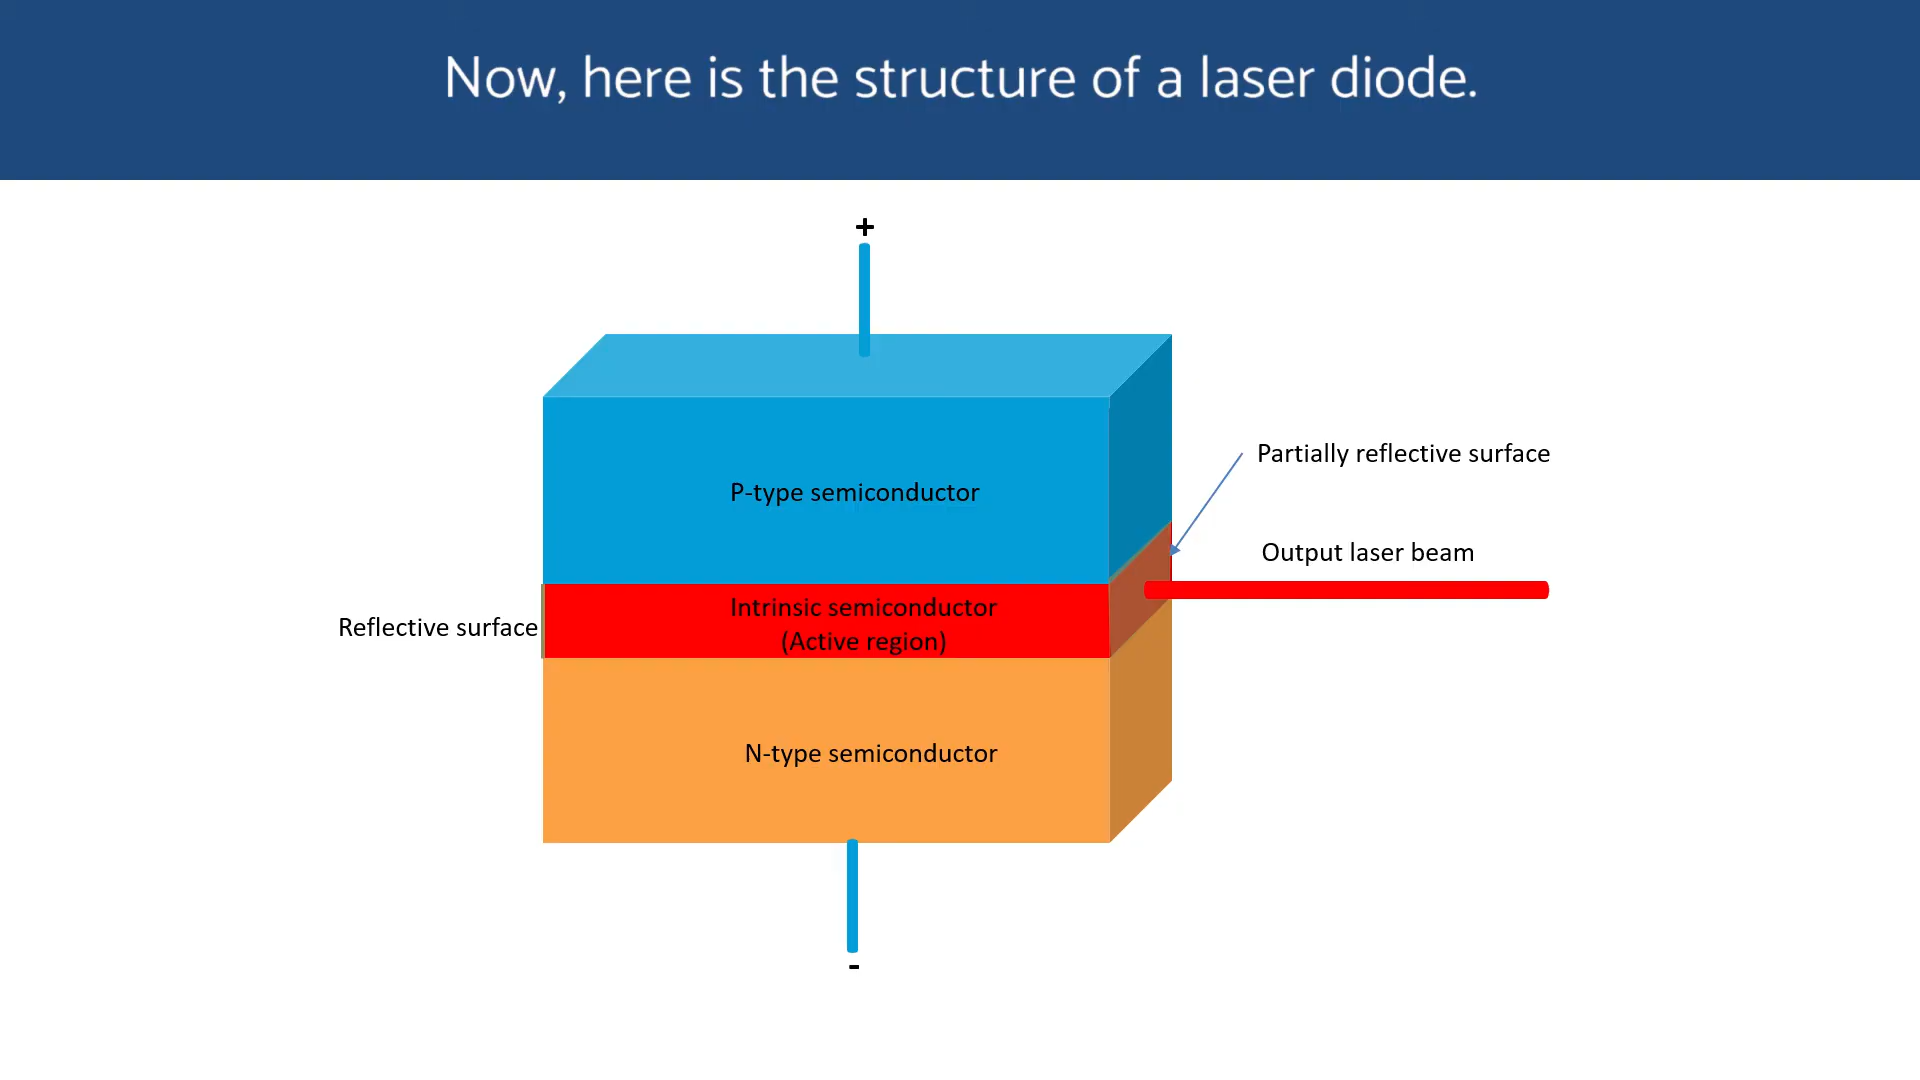 Now, here is the structure of a laser diode.
+
Partially reflective surface
P-type semiconductor
Output laser beam
Intrinsic semiconductor
(Active region)
Reflective surface
N-type semiconductor
-